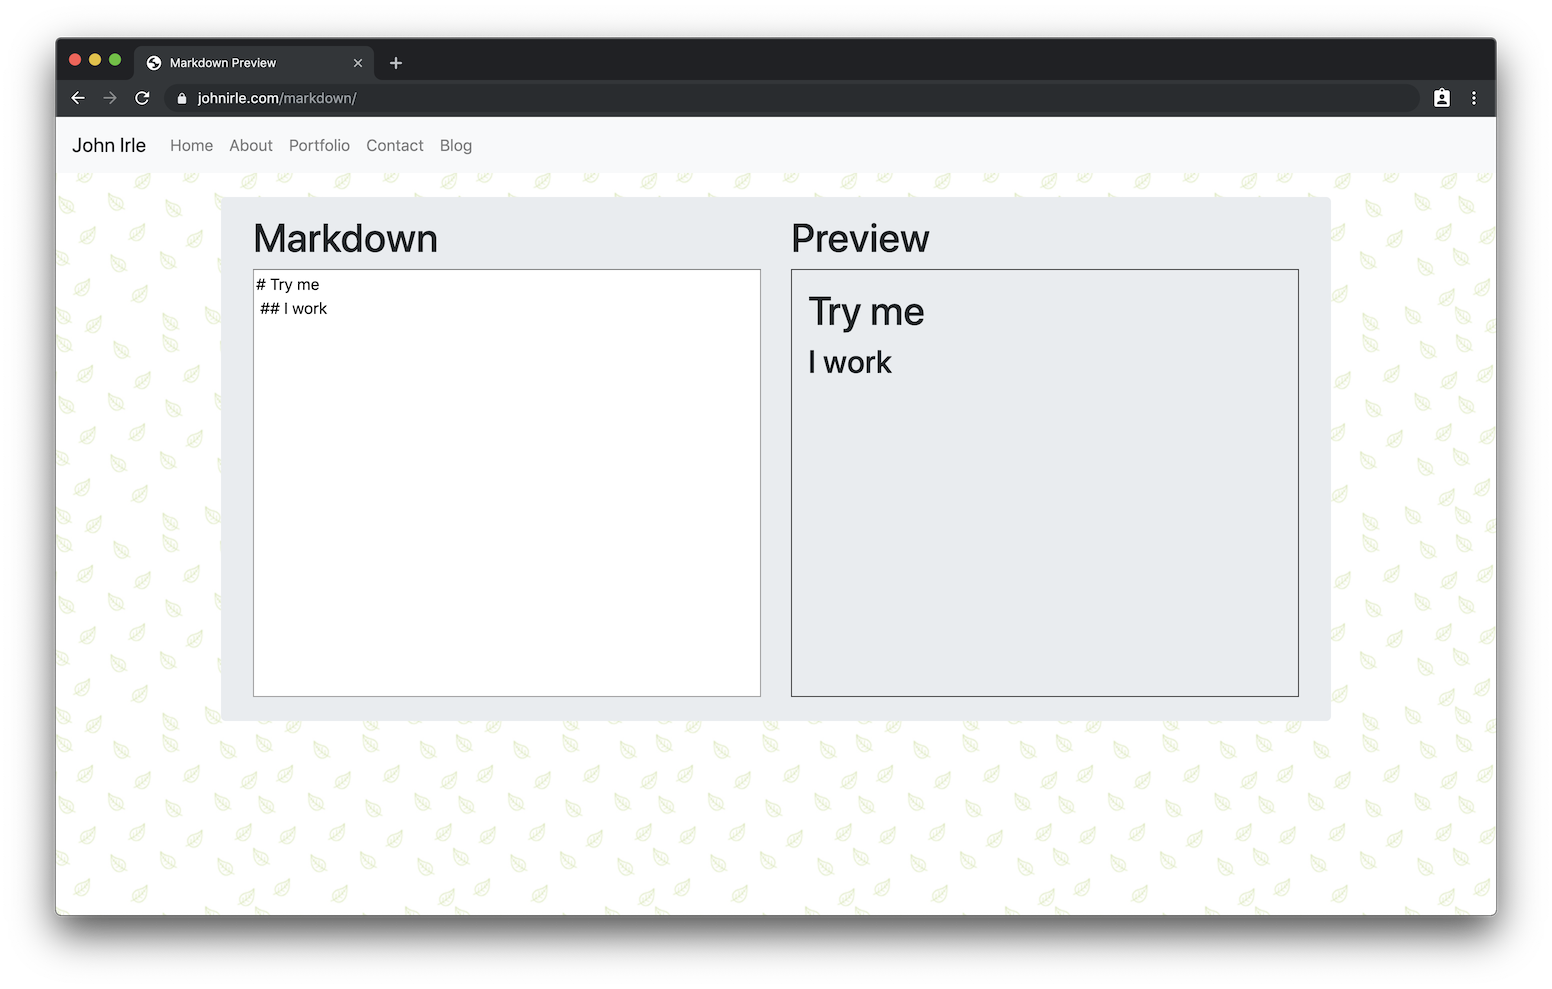 Markdown Preview
johnirle.com/markdown/
John Irle Home About Portfolio Contact Blog
Markdown
# Try me
## I work
Preview
Try me
I work